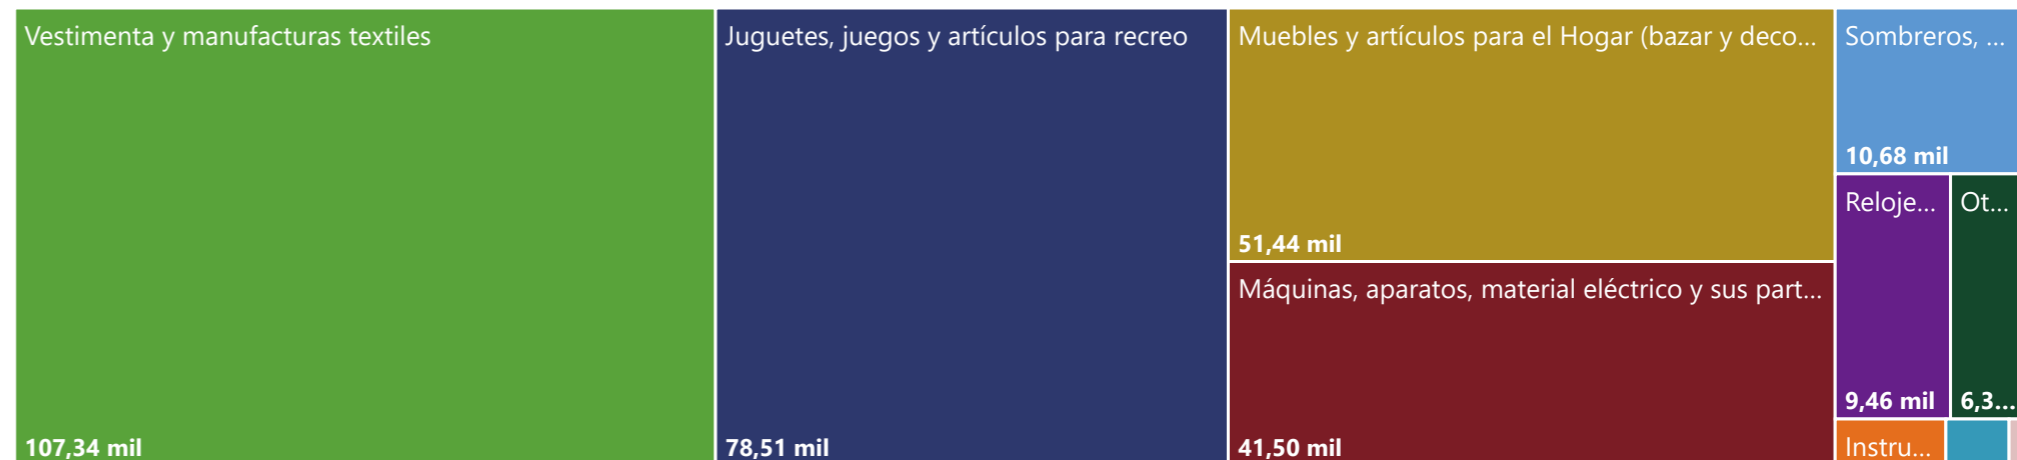 Vestimenta y manufacturas textiles
107,34 mil
Juguetes, juegos y artículos para recreo
78,51 mil
Muebles y artículos para el Hogar (bazar y deco...
51,44 mil
Máquinas, aparatos, material eléctrico y sus part...
41,50 mil
Sombreros, ...
10,68 mil
Reloje...
9,46 mil
Ot...
6,3...
Instru...